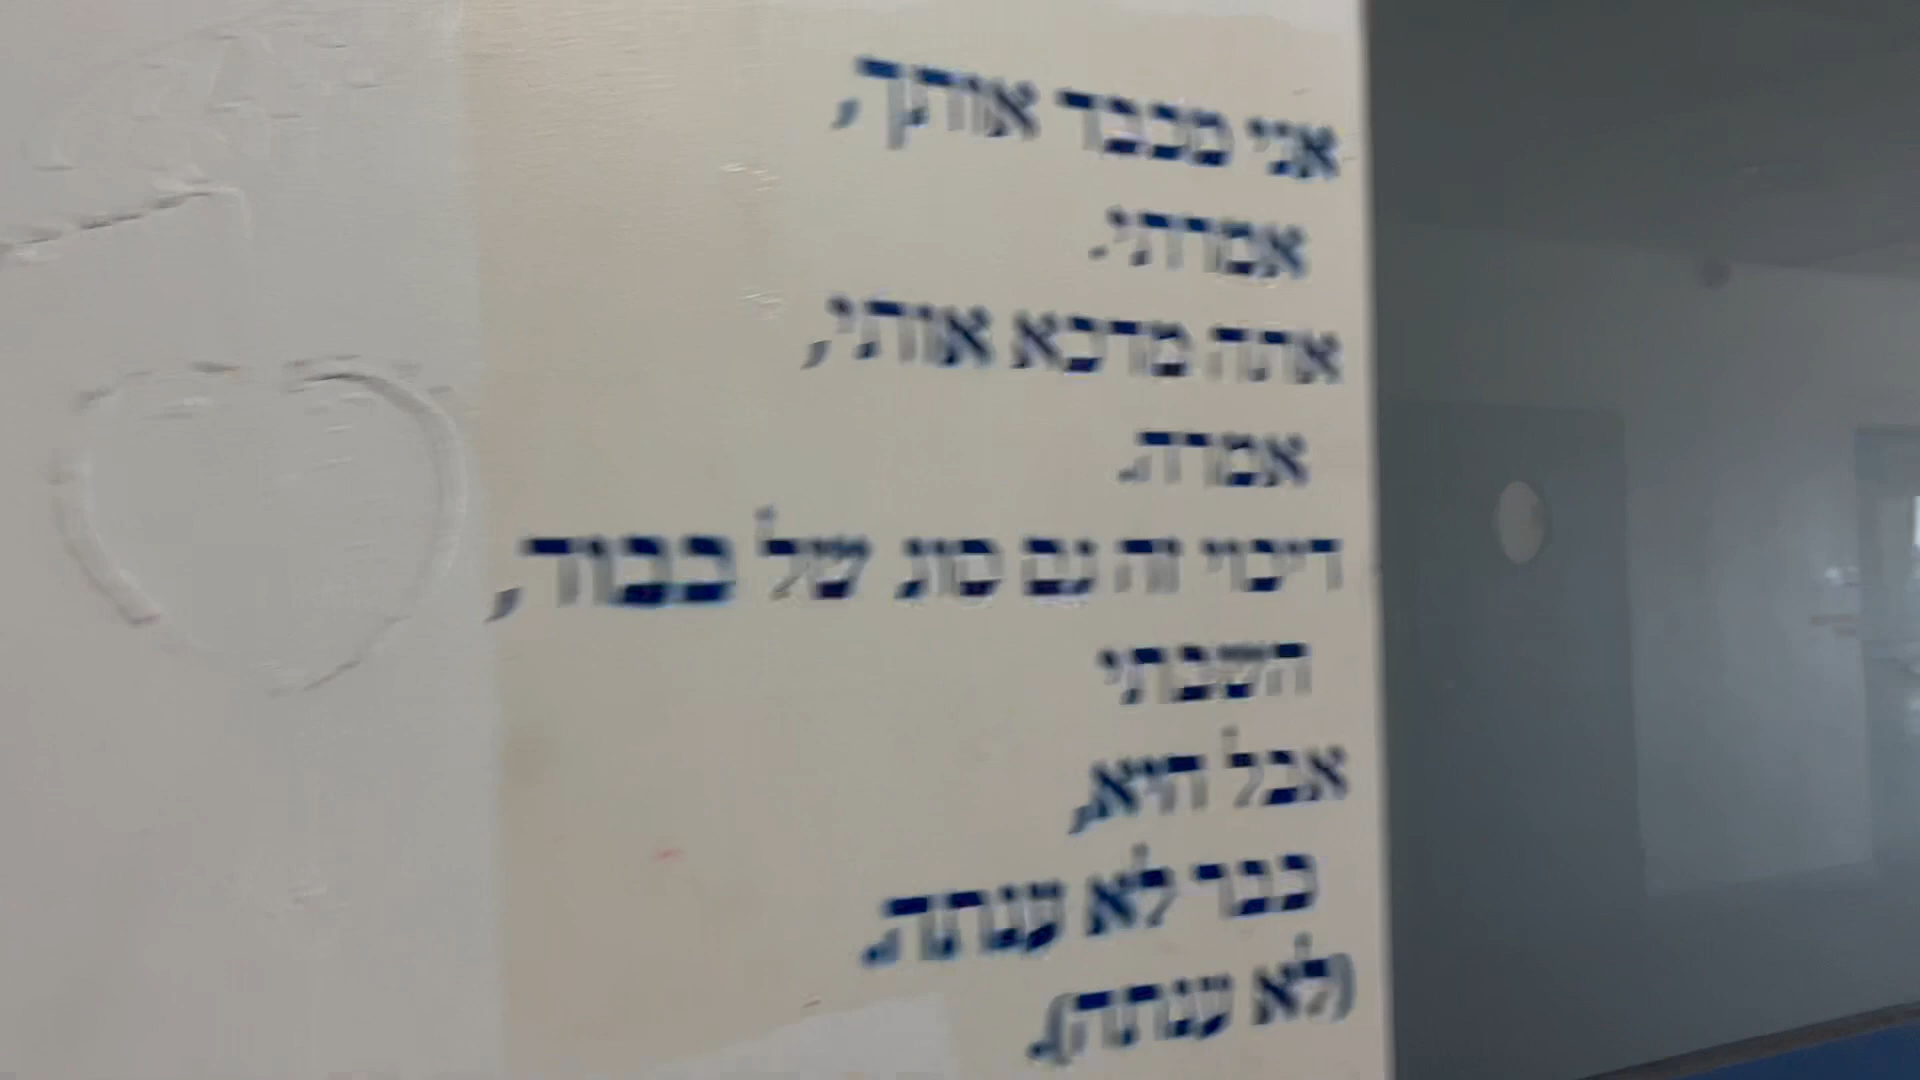 אני מכבד אותך,
אמרתי.
אתה מדכא אותי,
אמרה.
דיכוי זה גם סוג של כבוד,
השבתי
אבל היא,
כבר לא ענתה.
(לא ענתה).